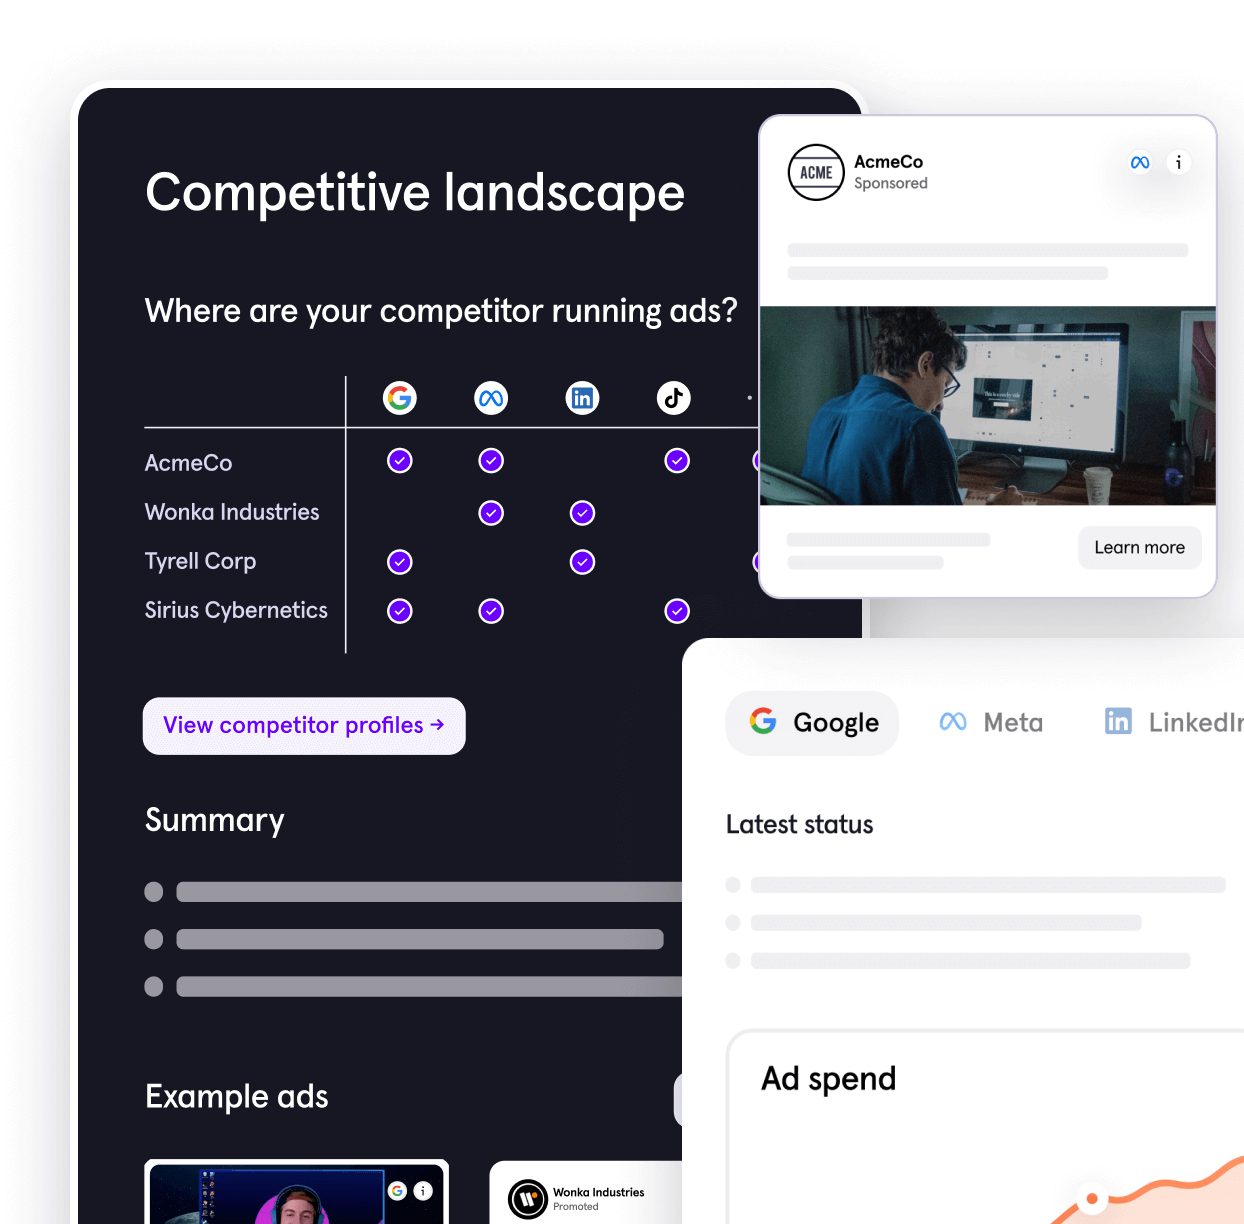 Competitive landscape
Where are your competitor running ads?
AcmeCo
Wonka Industries
Tyrell Corp
Sirius Cybernetics
View competitor profiles →
Summary
Example ads
Wonka Industries
Promoted
ACME
AcmeCo
Sponsored
Learn more
Google
Meta
LinkedIn
Latest status
Ad spend